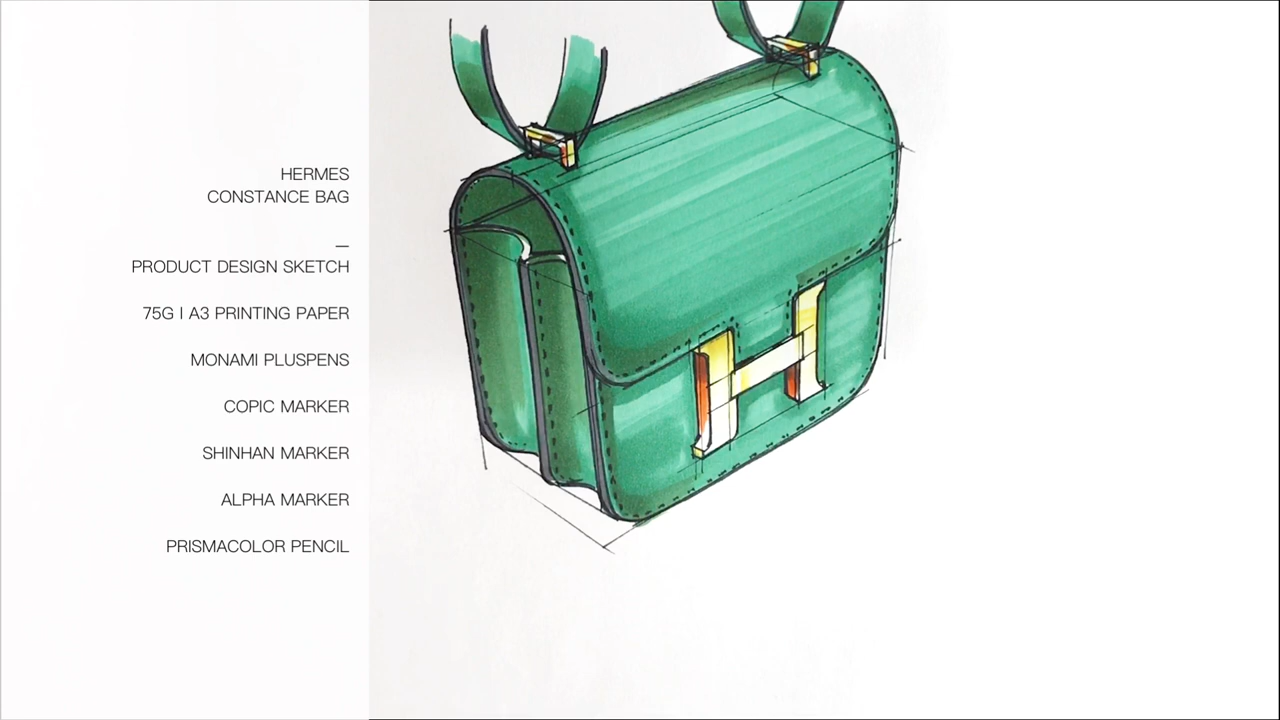 HERMES
CONSTANCE BAG
—
PRODUCT DESIGN SKETCH
75G I A3 PRINTING PAPER
MONAMI PLUSPENS
COPIC MARKER
SHINHAN MARKER
ALPHA MARKER
PRISMACOLOR PENCIL